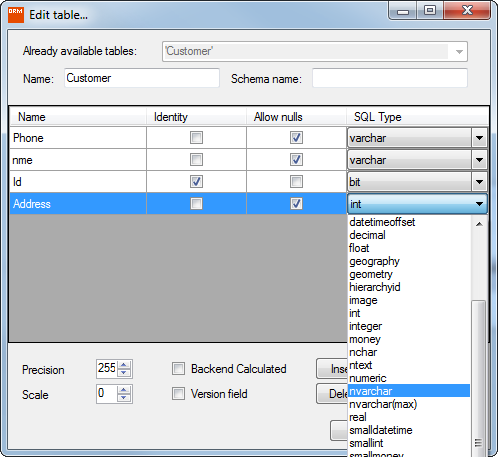 ORM Edit table...
Already available tables: 'Customer'
Name: Customer Schema name:
Name Identity Allow nulls SQL Type
Phone varchar
nme varchar
Id bit
Address int
datetimeoffset
decimal
float
geography
geometry
hierarchyid
image
int
integer
money
nchar
ntext
numeric
nvarchar
nvarchar(max)
real
smalldatetime
smallint
smallmoney
Precision 255 Backend Calculated
Scale 0 Version field